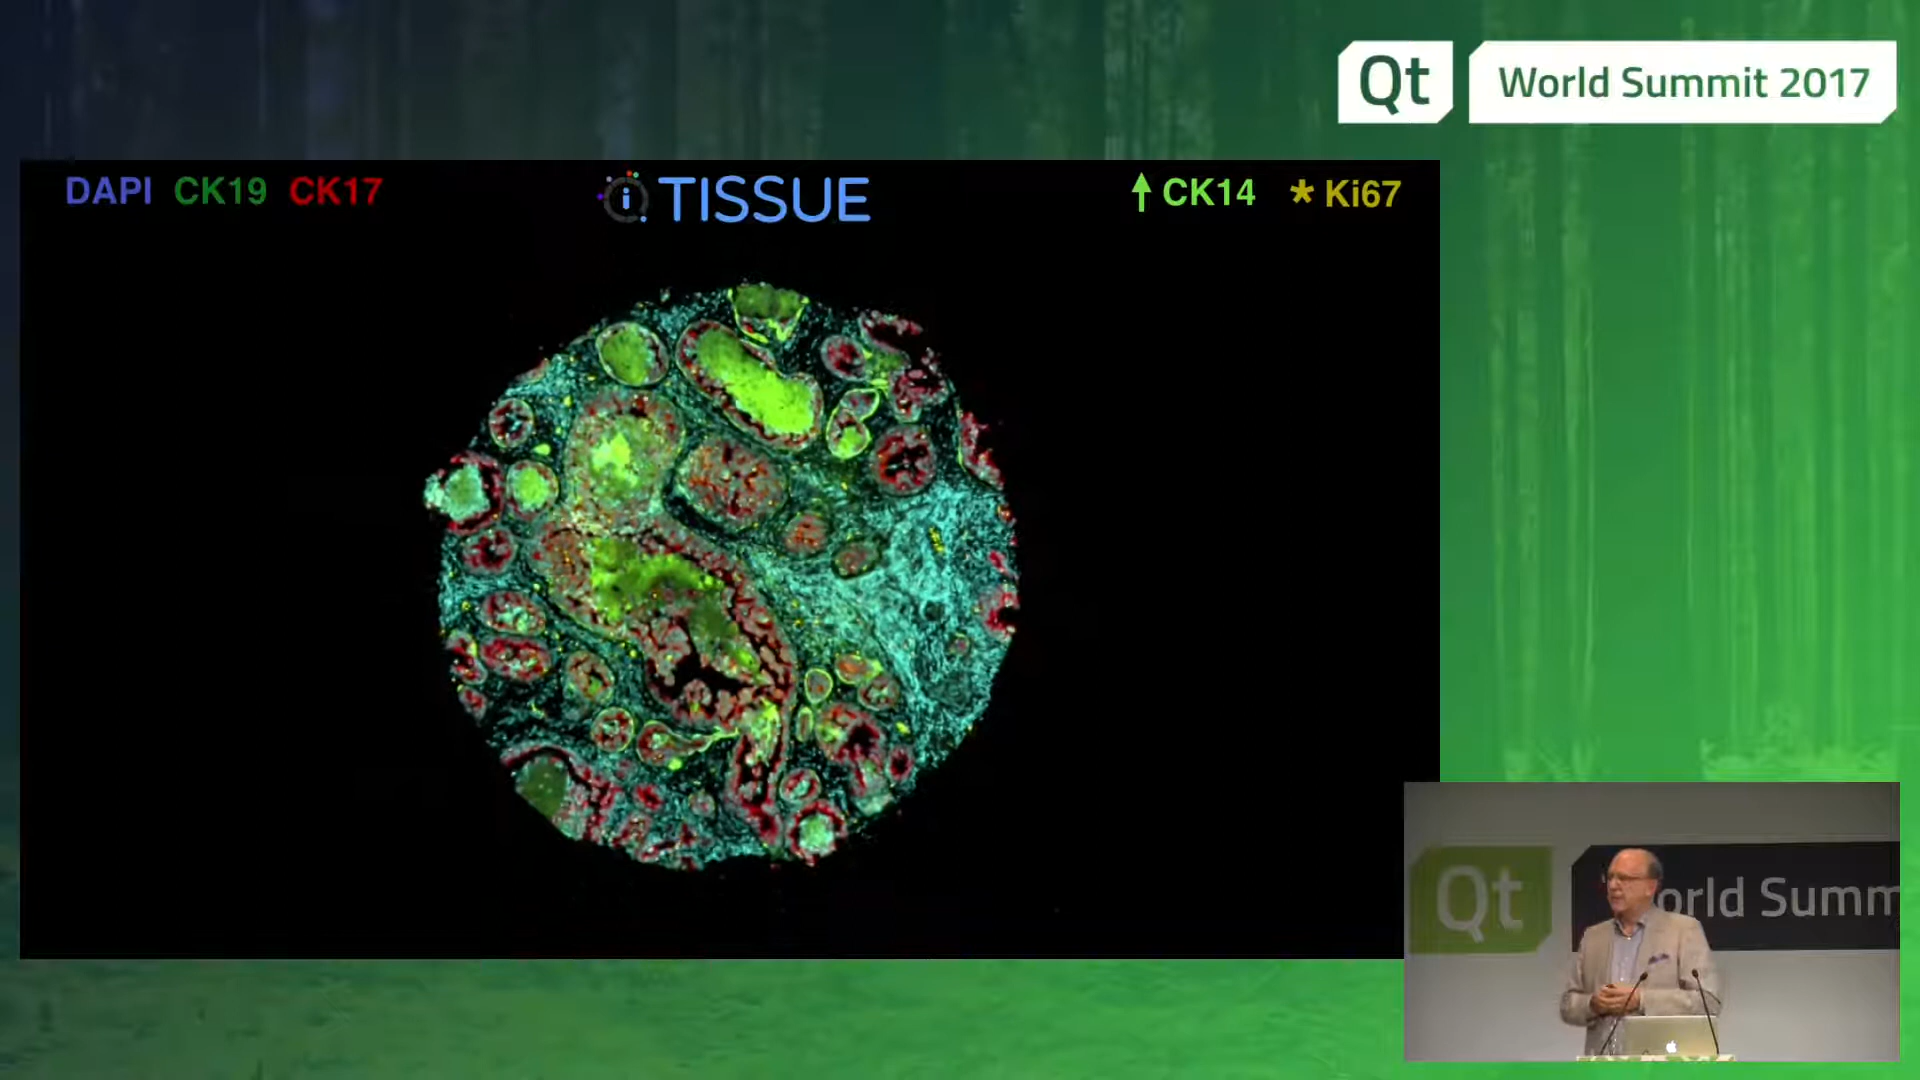 Qt World Summit 2017
DAPI CK19 CK17
i TISSUE
↑ CK14 * Ki67
Qt
orld Summ